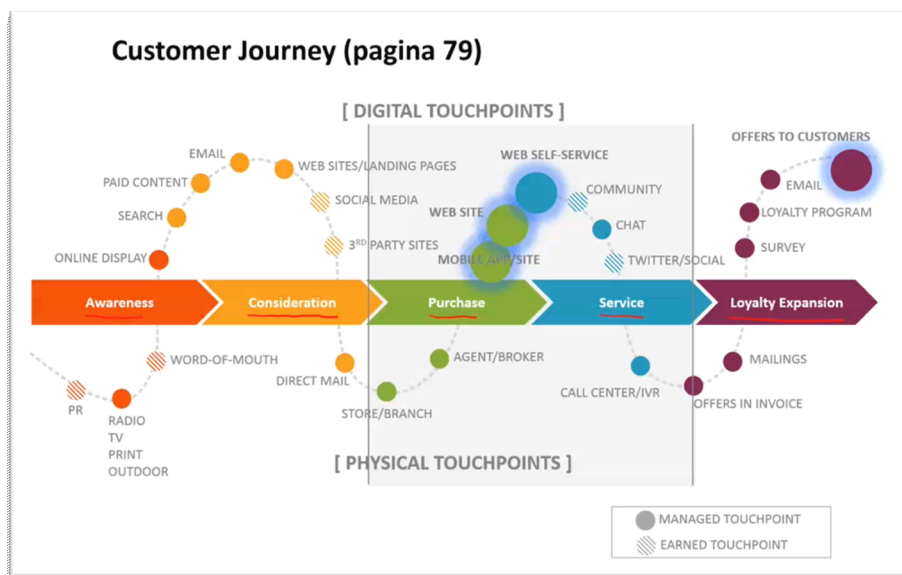 Customer Journey (pagina 79)
[ DIGITAL TOUCHPOINTS ]
OFFERS TO CUSTOMERS
EMAIL
WEB SELF-SERVICE
WEB SITES/LANDING PAGES
PAID CONTENT
COMMUNITY
EMAIL
SOCIAL MEDIA
SEARCH
WEB SITE
LOYALTY PROGRAM
CHAT
3RD PARTY SITES
SURVEY
ONLINE DISPLAY
MOBILE APP/SITE
TWITTER/SOCIAL
Awareness
Consideration
Purchase
Service
Loyalty Expansion
WORD-OF-MOUTH
AGENT/BROKER
MAILINGS
DIRECT MAIL
CALL CENTER/IVR
OFFERS IN INVOICE
PR
STORE/BRANCH
RADIO
TV
PRINT
OUTDOOR
[ PHYSICAL TOUCHPOINTS ]
MANAGED TOUCHPOINT
EARNED TOUCHPOINT